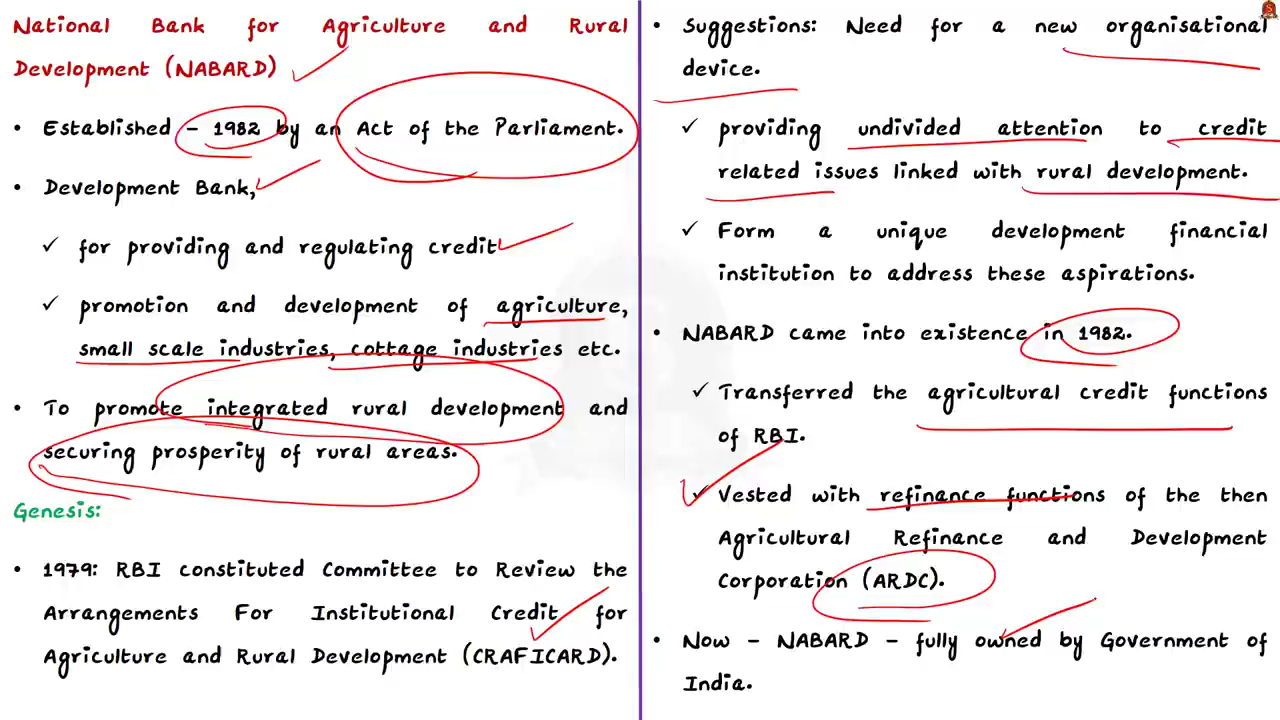 National Bank for Agriculture and Rural
Development (NABARD)
• Established – 1982 by an Act of the Parliament.
• Development Bank,
✓ for providing and regulating credit
✓ promotion and development of agriculture,
small scale industries, cottage industries etc.
• To promote integrated rural development and
securing prosperity of rural areas.
Genesis:
• 1979: RBI constituted Committee to Review the
Arrangements For Institutional Credit for
Agriculture and Rural Development (CRAFICARD).
• Suggestions: Need for a new organisational
device.
✓ providing undivided attention to credit
related issues linked with rural development.
✓ Form a unique development financial
institution to address these aspirations.
• NABARD came into existence in 1982.
✓ Transferred the agricultural credit functions
of RBI.
✓ Vested with refinance functions of the then
Agricultural Refinance and Development
Corporation (ARDC).
• Now – NABARD – fully owned by Government of
India.